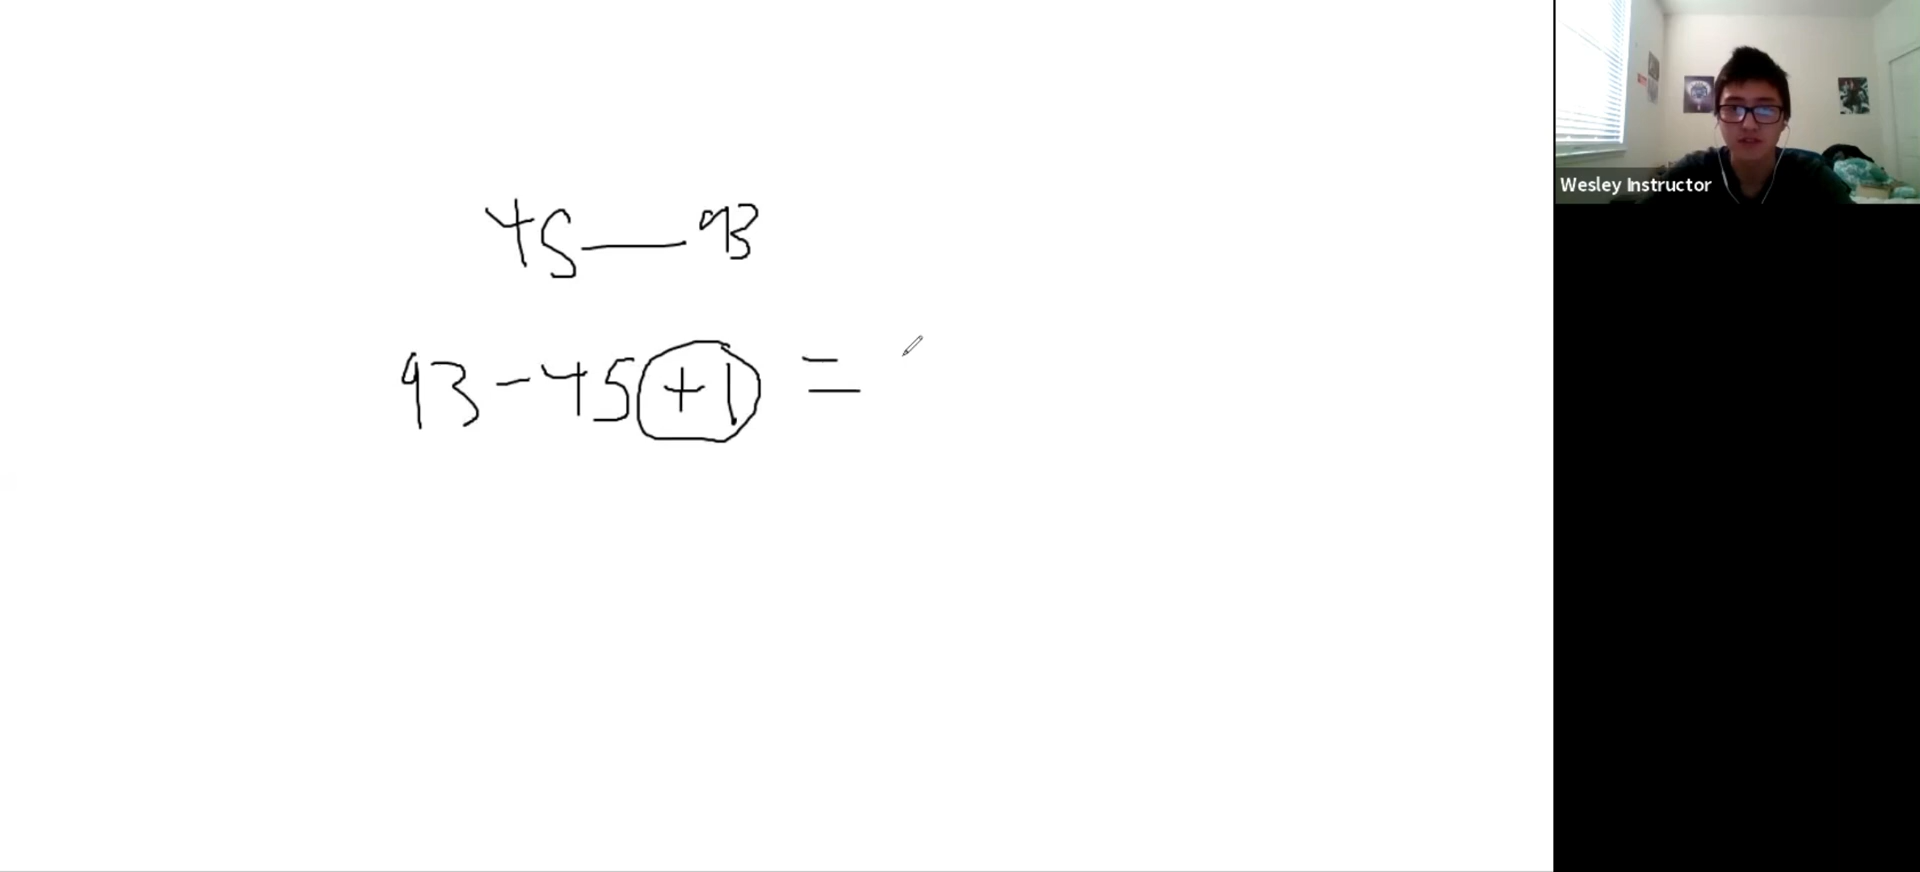 45 — 93
93 - 45 + 1 =
Wesley Instructor